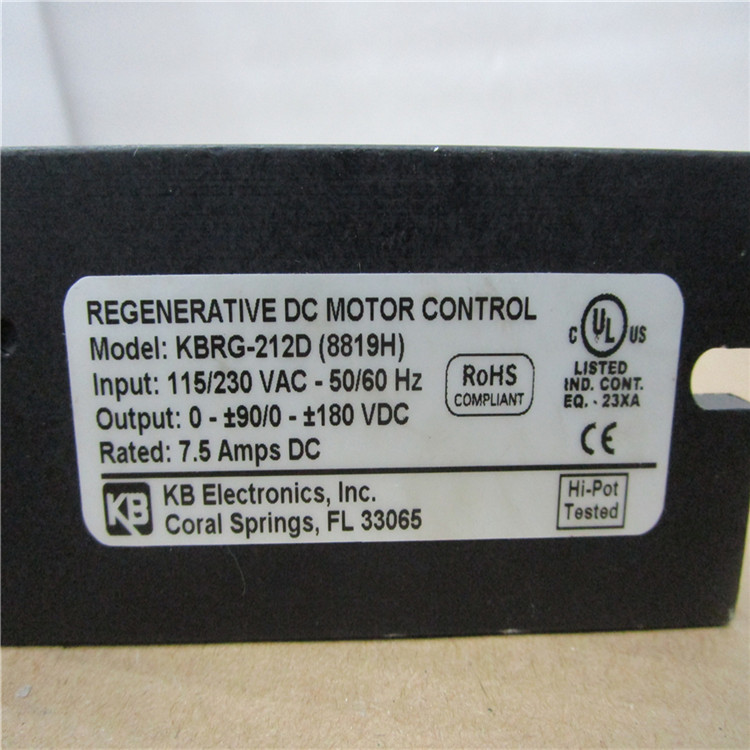 REGENERATIVE DC MOTOR CONTROL
Model: KBRG-212D (8819H)
Input: 115/230 VAC - 50/60 Hz
Output: 0 - ±90/0 - ±180 VDC
Rated: 7.5 Amps DC
RoHS
COMPLIANT
C UL US
LISTED
IND. CONT.
EQ. - 23XA
CE
KB
KB Electronics, Inc.
Coral Springs, FL 33065
Hi-Pot
Tested